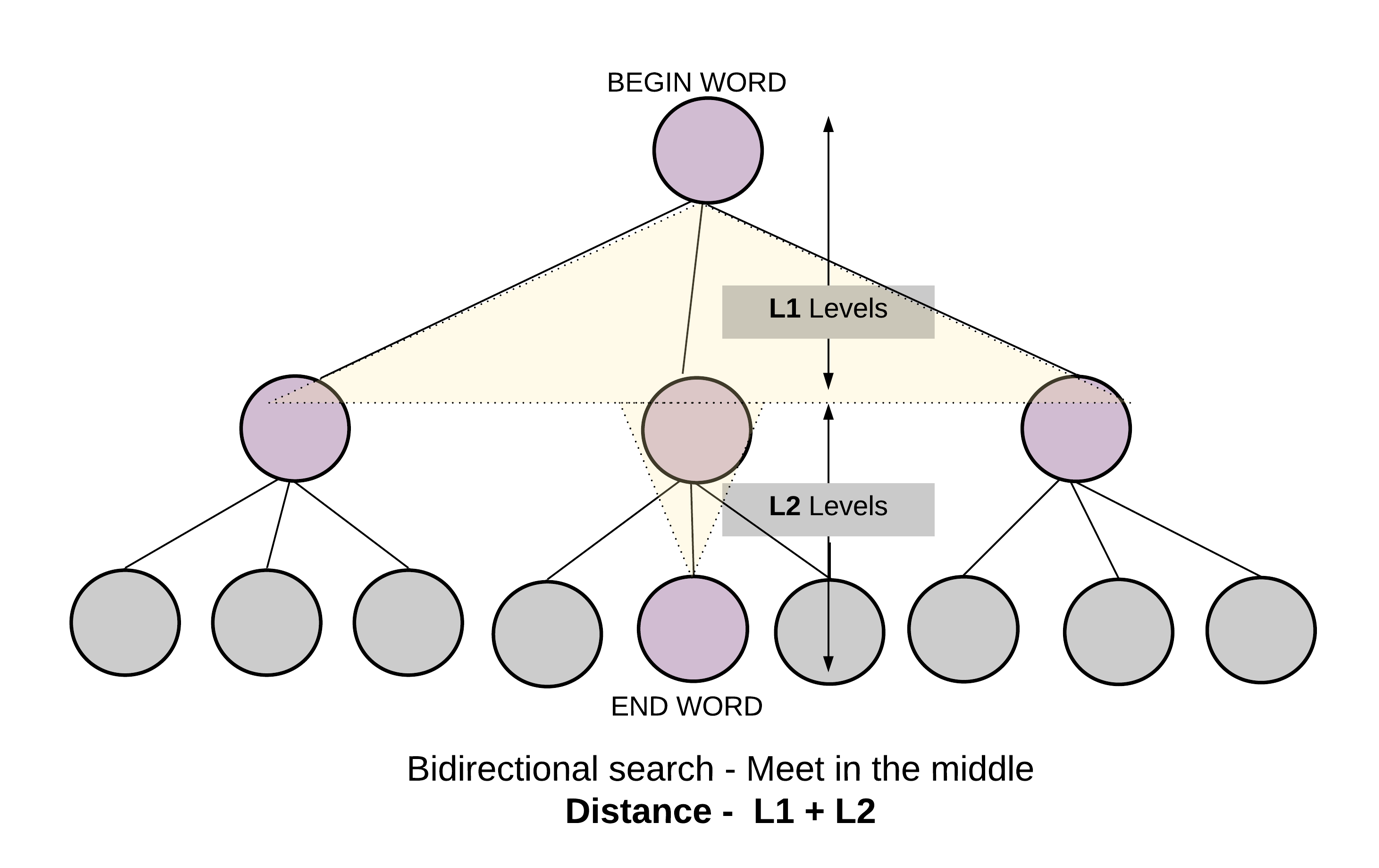 BEGIN WORD
L1 Levels
L2 Levels
END WORD
Bidirectional search - Meet in the middle
Distance - L1 + L2